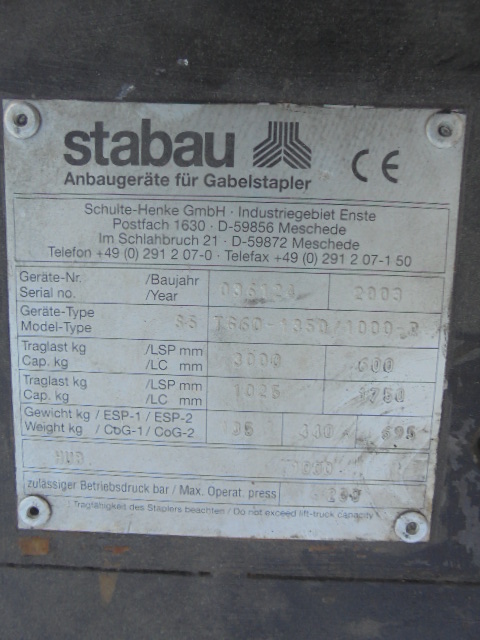 stabau CE
Anbaugeräte für Gabelstapler
Schulte-Henke GmbH · Industriegebiet Enste
Postfach 1630 · D-59856 Meschede
Im Schlahbruch 21 · D-59872 Meschede
Telefon +49 (0) 291 2 07-0 · Telefax +49 (0) 291 2 07-1 50
Geräte-Nr. /Baujahr
Serial no. /Year 2003
Geräte-Type
Model-Type S6
Traglast kg /LSP mm
Cap. kg /LC mm 3000 600
Traglast kg /LSP mm
Cap. kg /LC mm 1025 1750
Gewicht kg / ESP-1 / ESP-2
Weight kg / CoG-1 / CoG-2 695
HUB
zulässiger Betriebsdruck bar / Max. Operat. press
Tragfähigkeit des Staplers beachten / Do not exceed lift-truck capacity